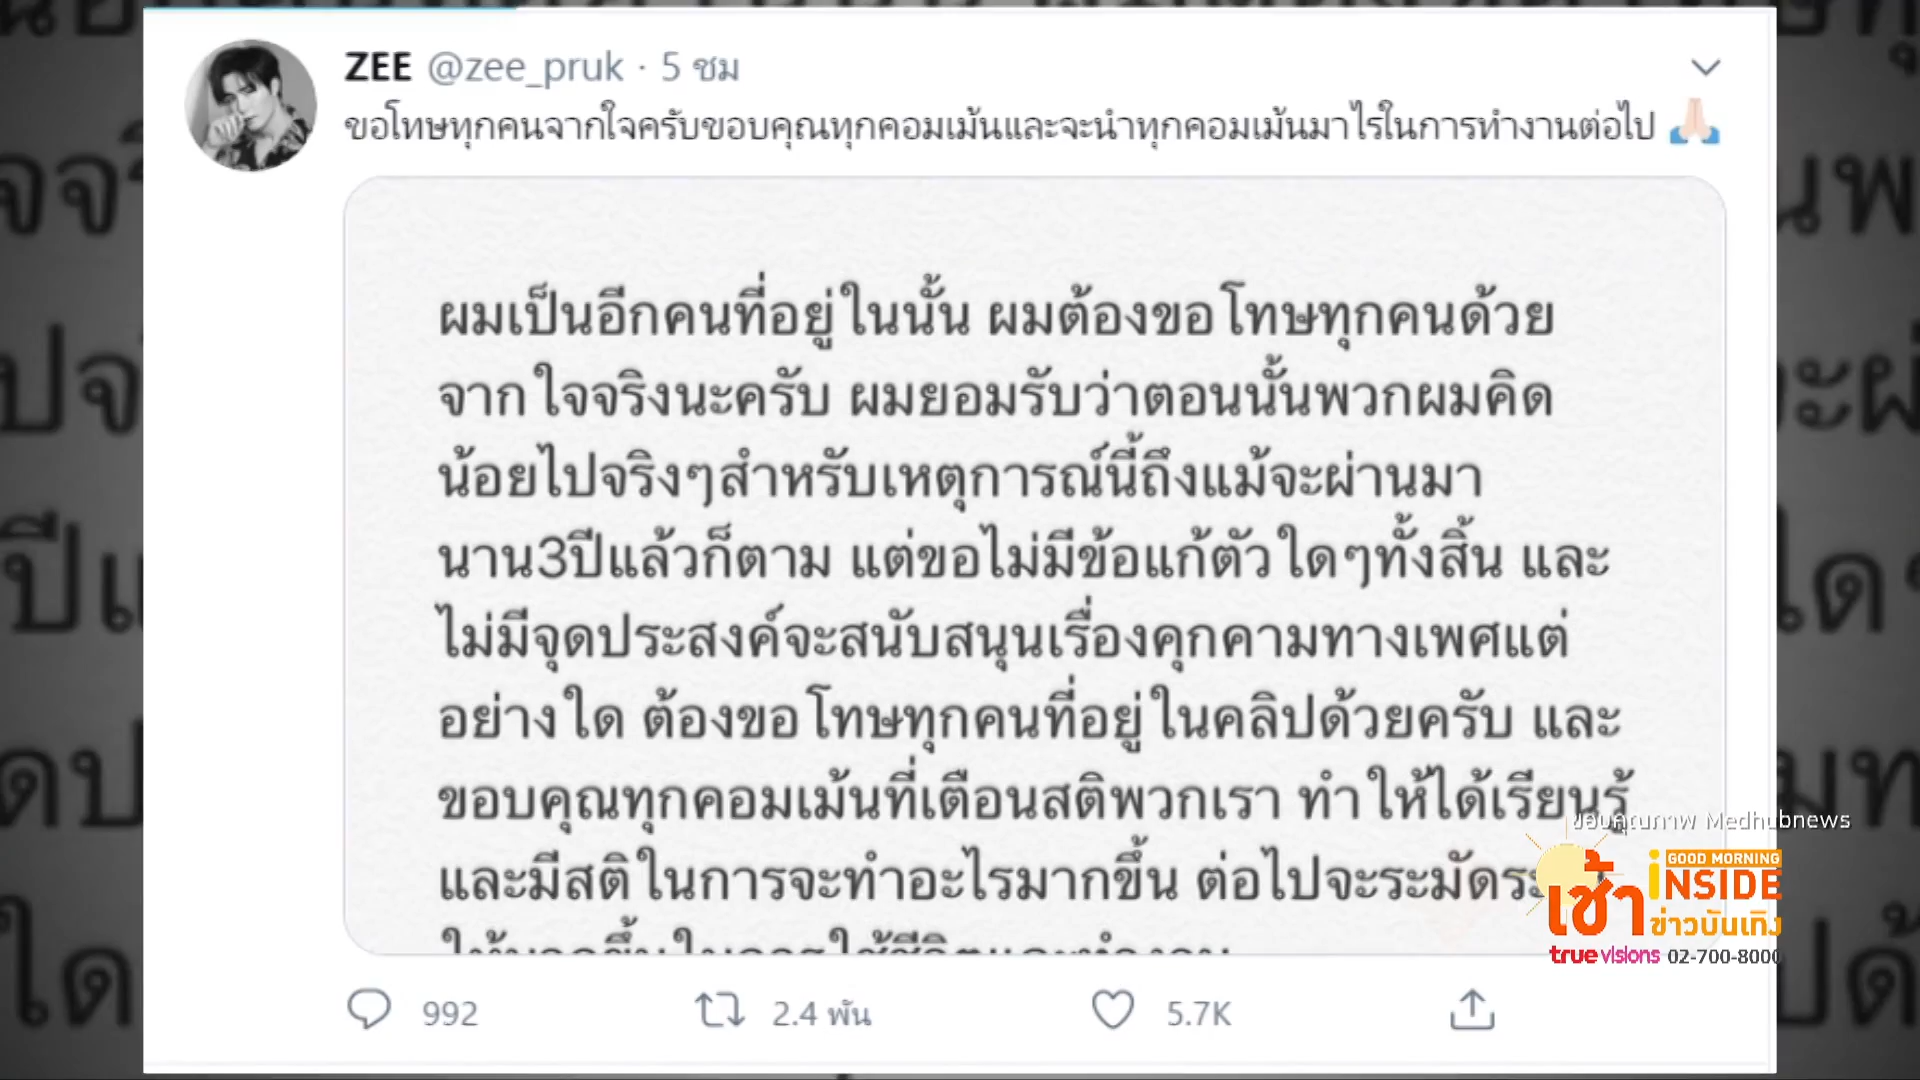 ZEE @zee_pruk · 5 ชม
ขอโทษทุกคนจากใจครับขอบคุณทุกคอมเม้นและจะนำทุกคอมเม้นมาไรในการทำงานต่อไป 🙏🏻
ผมเป็นอีกคนที่อยู่ในนั้น ผมต้องขอโทษทุกคนด้วย
จากใจจริงนะครับ ผมยอมรับว่าตอนนั้นพวกผมคิด
น้อยไปจริงๆสำหรับเหตุการณ์นี้ถึงแม้จะผ่านมา
นาน3ปีแล้วก็ตาม แต่ขอไม่มีข้อแก้ตัวใดๆทั้งสิ้น และ
ไม่มีจุดประสงค์จะสนับสนุนเรื่องคุกคามทางเพศแต่
อย่างใด ต้องขอโทษทุกคนที่อยู่ในคลิปด้วยครับ และ
ขอบคุณทุกคอมเม้นที่เตือนสติพวกเรา ทำให้ได้เรียนรู้
และมีสติในการจะทำอะไรมากขึ้น ต่อไปจะระมัดระ
ขอบคุณภาพ Medhubnews
GOOD MORNING
เช้า iNSIDE
ข่าวบันเทิง
truevisions 02-700-8000
992 2.4 พัน 5.7K